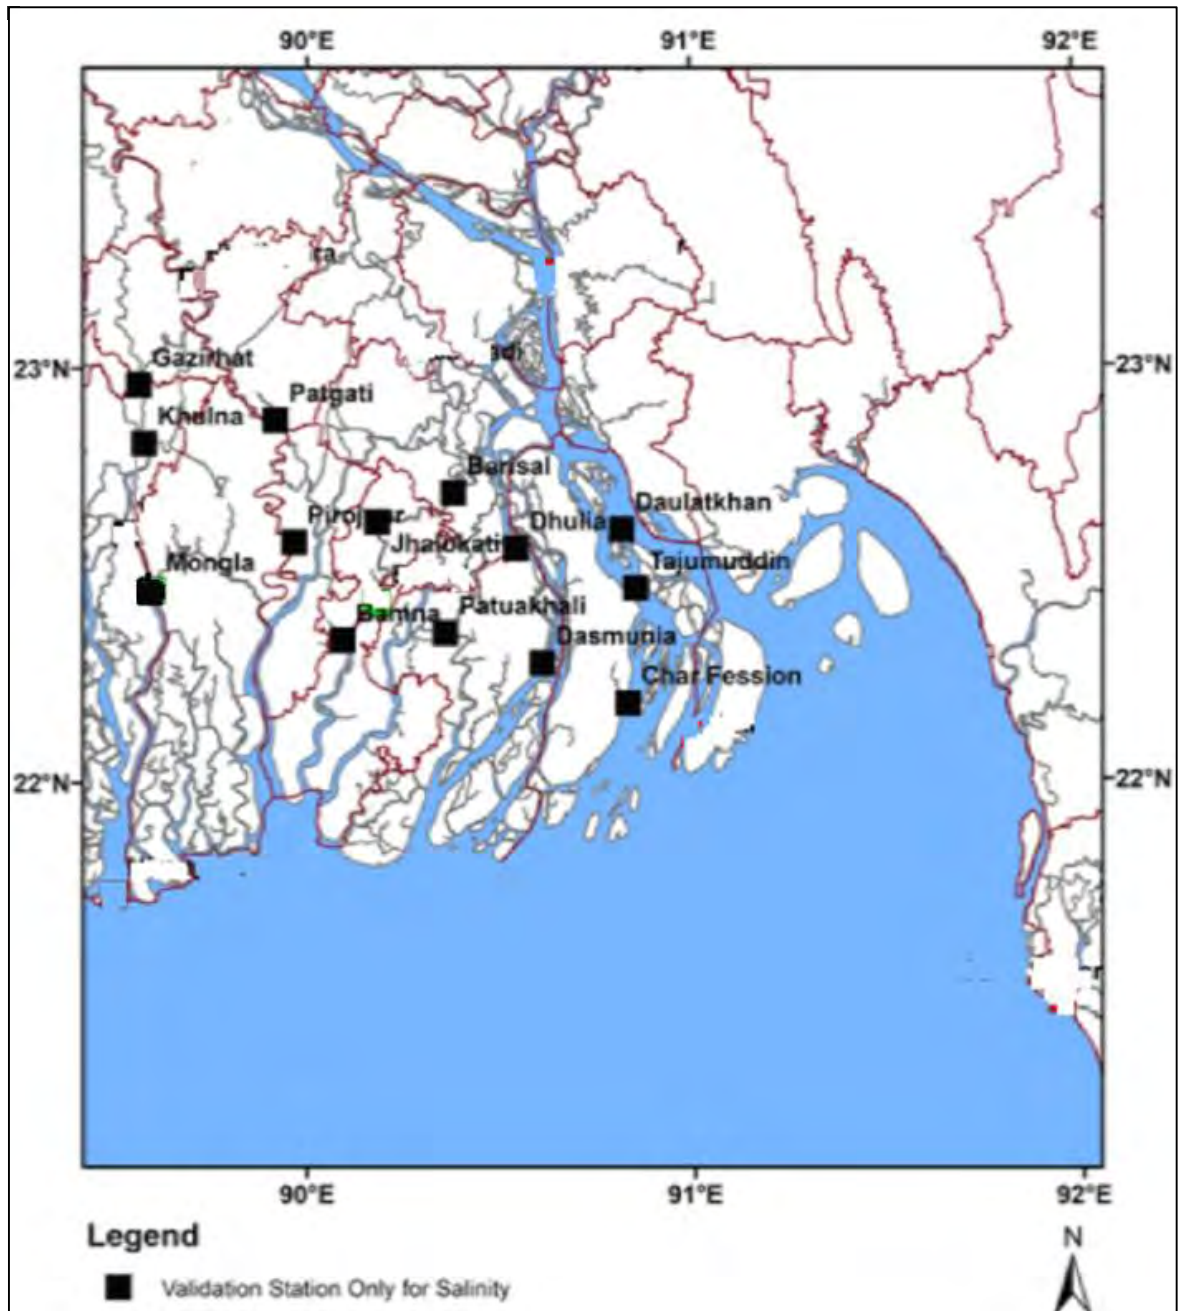 90°E
91°E
92°E
23°N
23°N
Gazirhat
Patgati
Khulna
Barisal
Daulatkhan
Dhulia
Jhalokati
Tajumuddin
Mongla
Patuakhali
Bamna
Dasmunia
Char Fession
22°N
22°N
90°E
91°E
92°E
Legend
N
Validation Station Only for Salinity